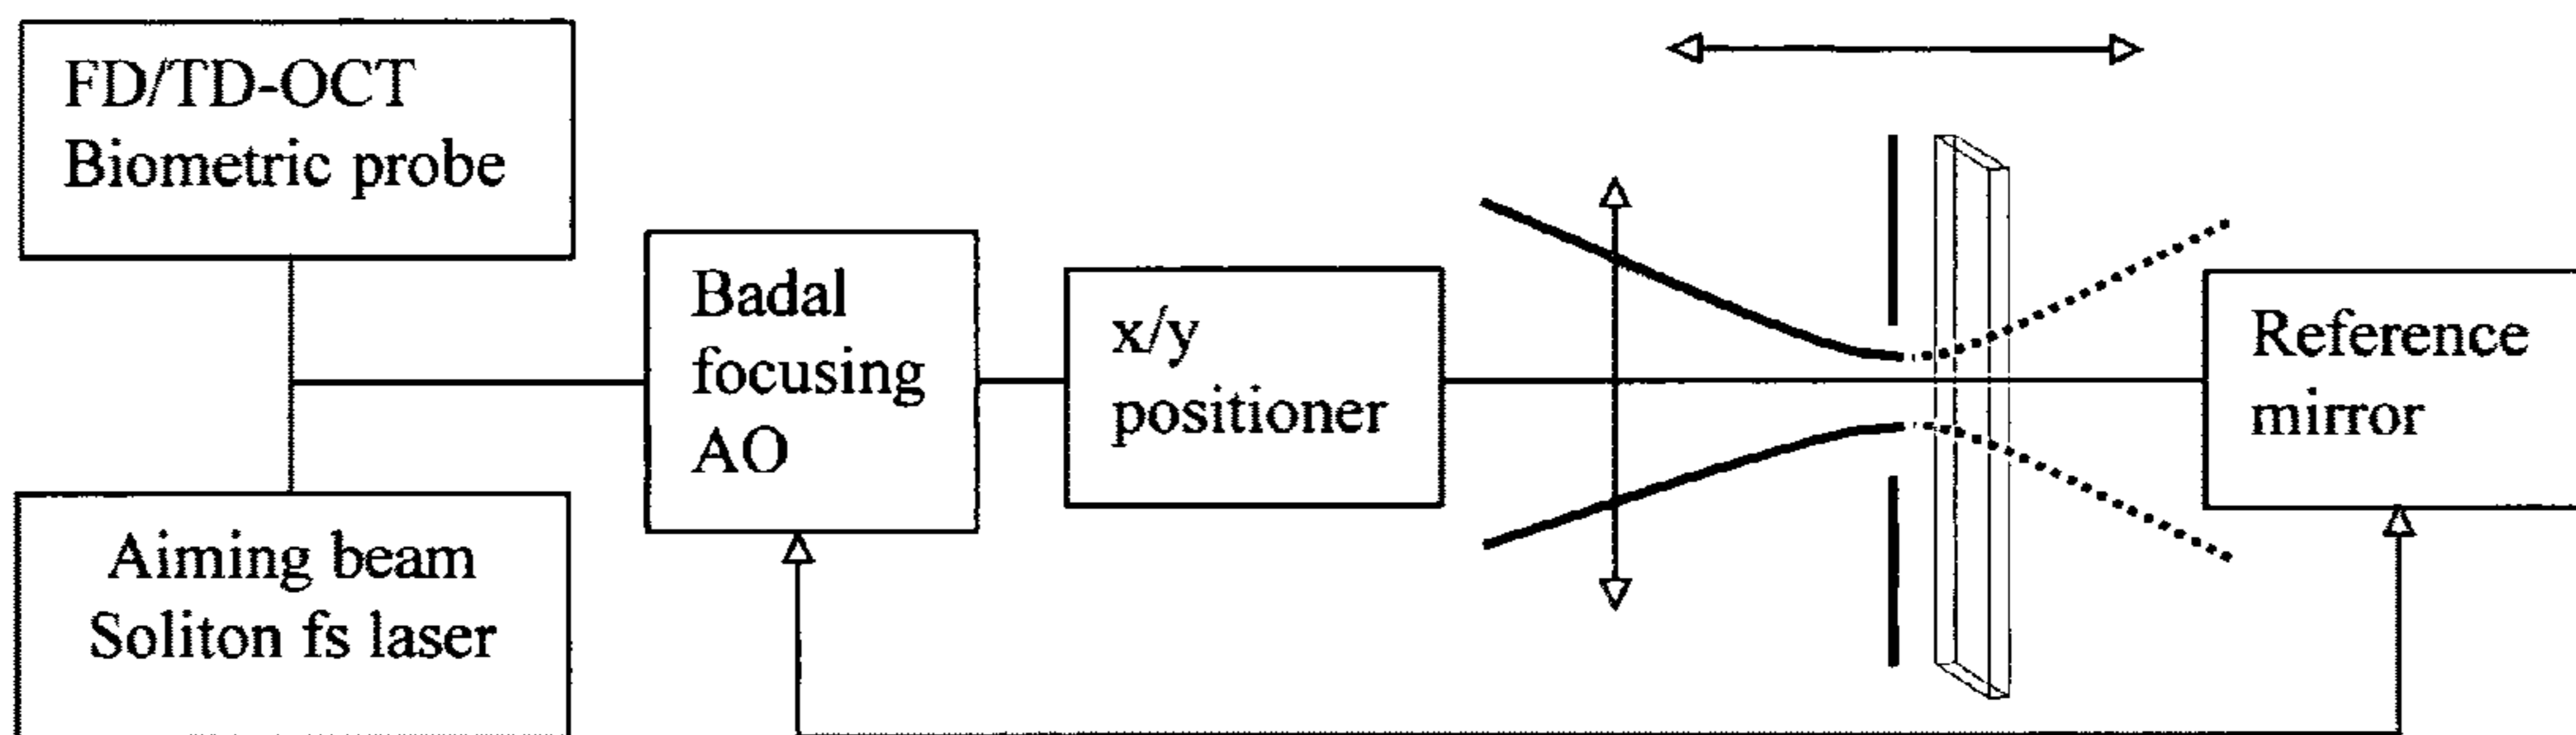 FD/TD-OCT
Biometric probe
Aiming beam
Soliton fs laser
Badal
focusing
AO
x/y
positioner
Reference
mirror